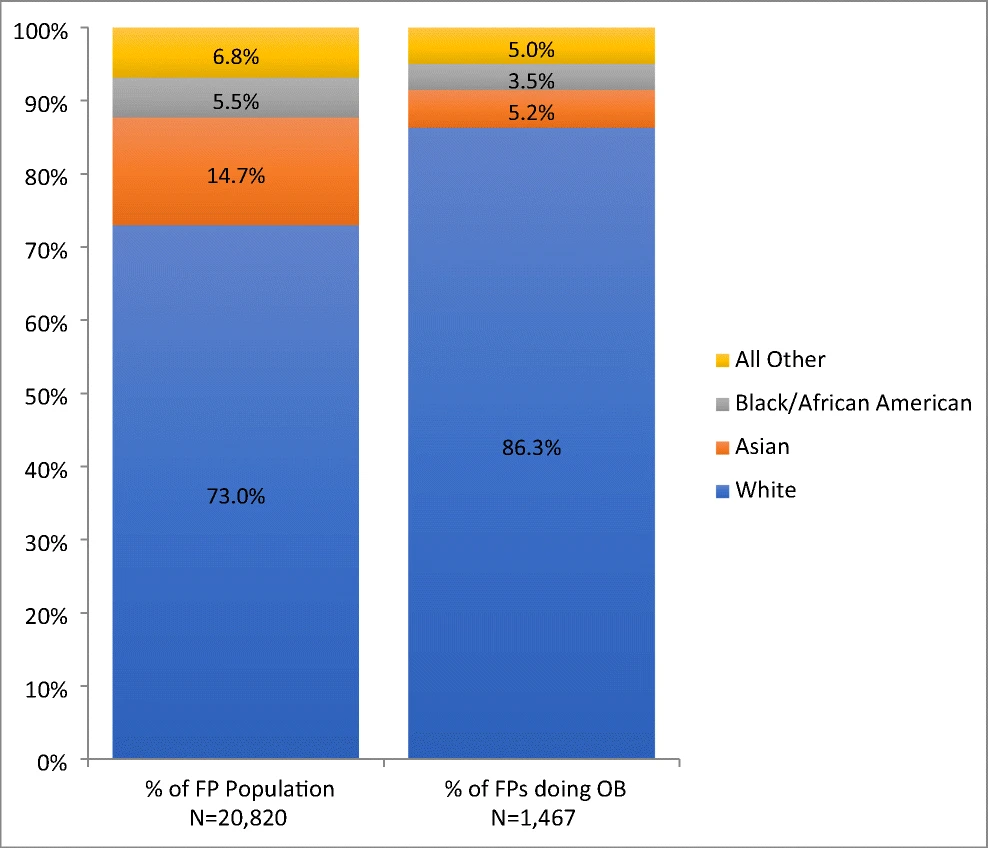 100%
90%
80%
70%
60%
50%
40%
30%
20%
10%
0%
6.8%
5.5%
14.7%
73.0%
5.0%
3.5%
5.2%
86.3%
% of FP Population
N=20,820
% of FPs doing OB
N=1,467
All Other
Black/African American
Asian
White